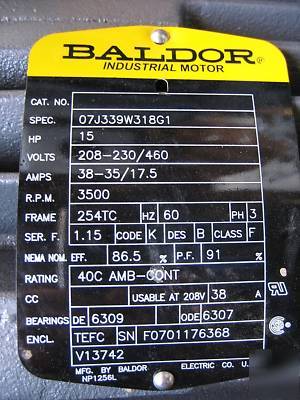 BALDOR®
INDUSTRIAL MOTOR
CAT. NO.
SPEC. 07J339W318G1
HP 15
VOLTS 208-230/460
AMPS 38-35/17.5
R.P.M. 3500
FRAME 254TC HZ 60 PH 3
SER. F. 1.15 CODE K DES B CLASS F
NEMA NOM. EFF. 86.5 % P.F. 91 %
RATING 40C AMB-CONT
CC USABLE AT 208V 38 A
BEARINGS DE 6309 ODE 6307
ENCL. TEFC SN F0701176368
V13742
MFG. BY BALDOR ELECTRIC CO. U.
NP1256L